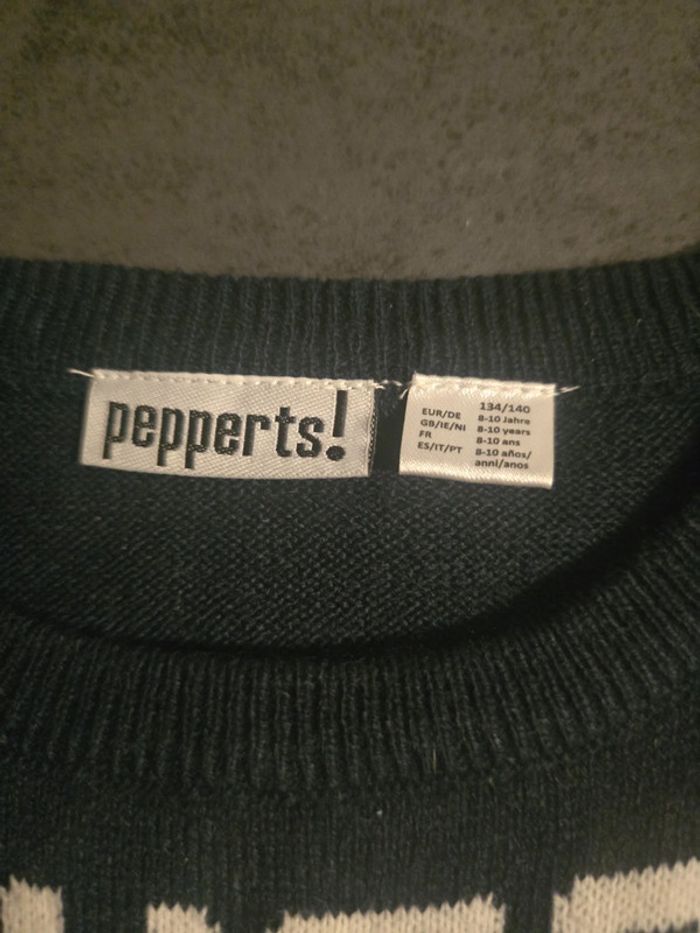 pepperts!
134/140
EUR/DE 8-10 Jahre
GB/IE/NI 8-10 years
FR 8-10 ans
ES/IT/PT 8-10 años/
anni/anos